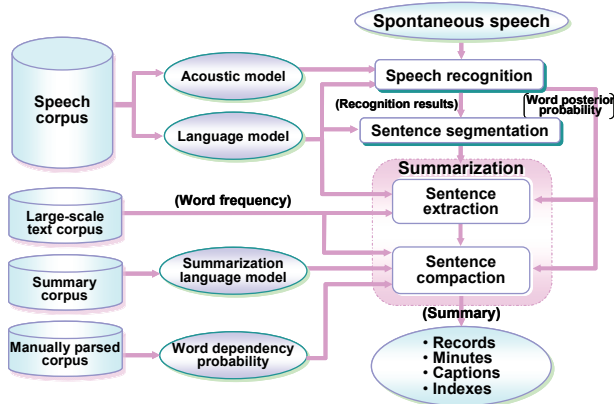 Spontaneous speech
Speech
corpus
Acoustic model
Speech recognition
(Recognition results)
[Word posterior
probability]
Language model
Sentence segmentation
Summarization
(Word frequency)
Large-scale
text corpus
Sentence
extraction
Summary
corpus
Summarization
language model
Sentence
compaction
(Summary)
Manually parsed
corpus
Word dependency
probability
• Records
• Minutes
• Captions
• Indexes